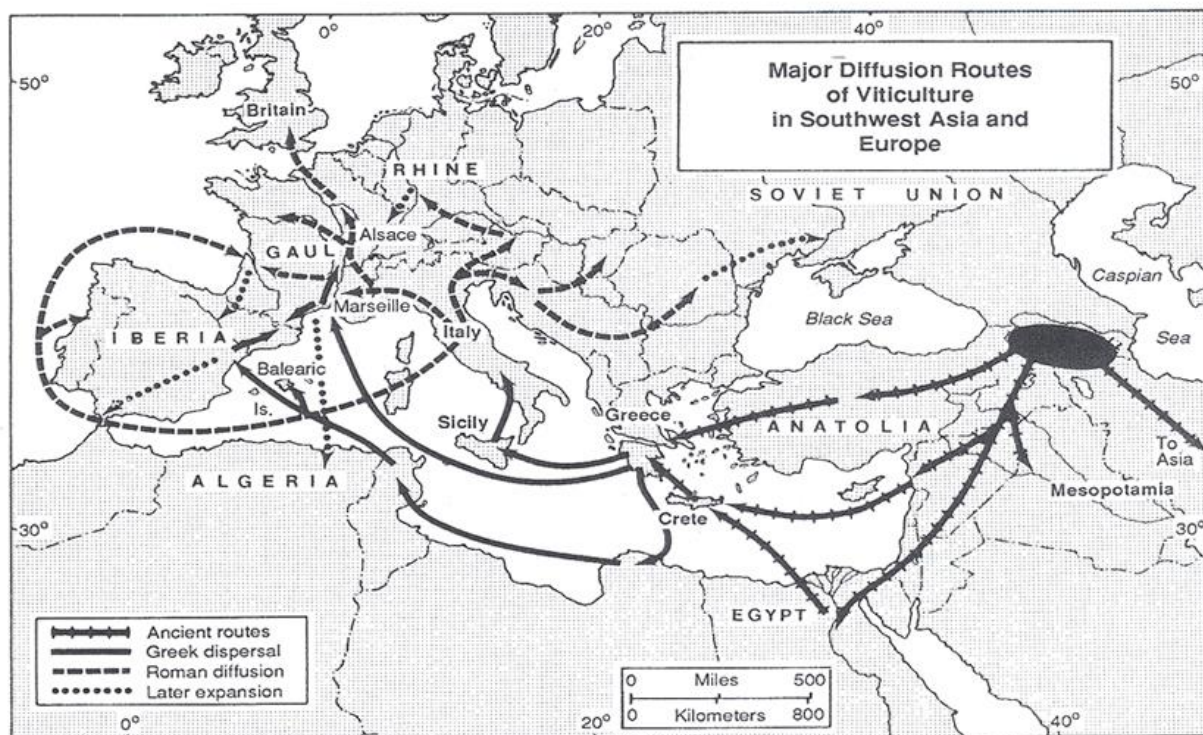 0°
20°
40°
50°
50°
Major Diffusion Routes
of Viticulture
in Southwest Asia and
Europe
Britain
RHINE
SOVIET UNION
Alsace
GAUL
Caspian
Sea
Marseille
Italy
Black Sea
IBERIA
Balearic
Is.
Sicily
Greece
ANATOLIA
To
Asia
ALGERIA
Mesopotamia
Crete
30°
30°
EGYPT
Ancient routes
Greek dispersal
Roman diffusion
Later expansion
0 Miles 500
0 Kilometers 800
0°
20°
40°